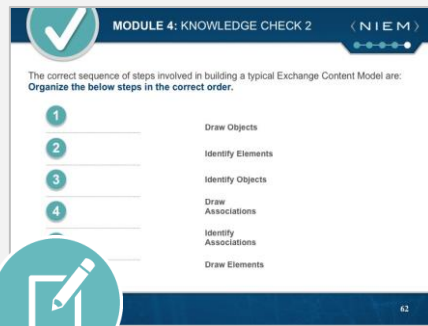 MODULE 4: KNOWLEDGE CHECK 2
〈NIEM〉
The correct sequence of steps involved in building a typical Exchange Content Model are:
Organize the below steps in the correct order.
1
Draw Objects
2
Identify Elements
3
Identify Objects
4
Draw
Associations
Identify
Associations
Draw Elements
62